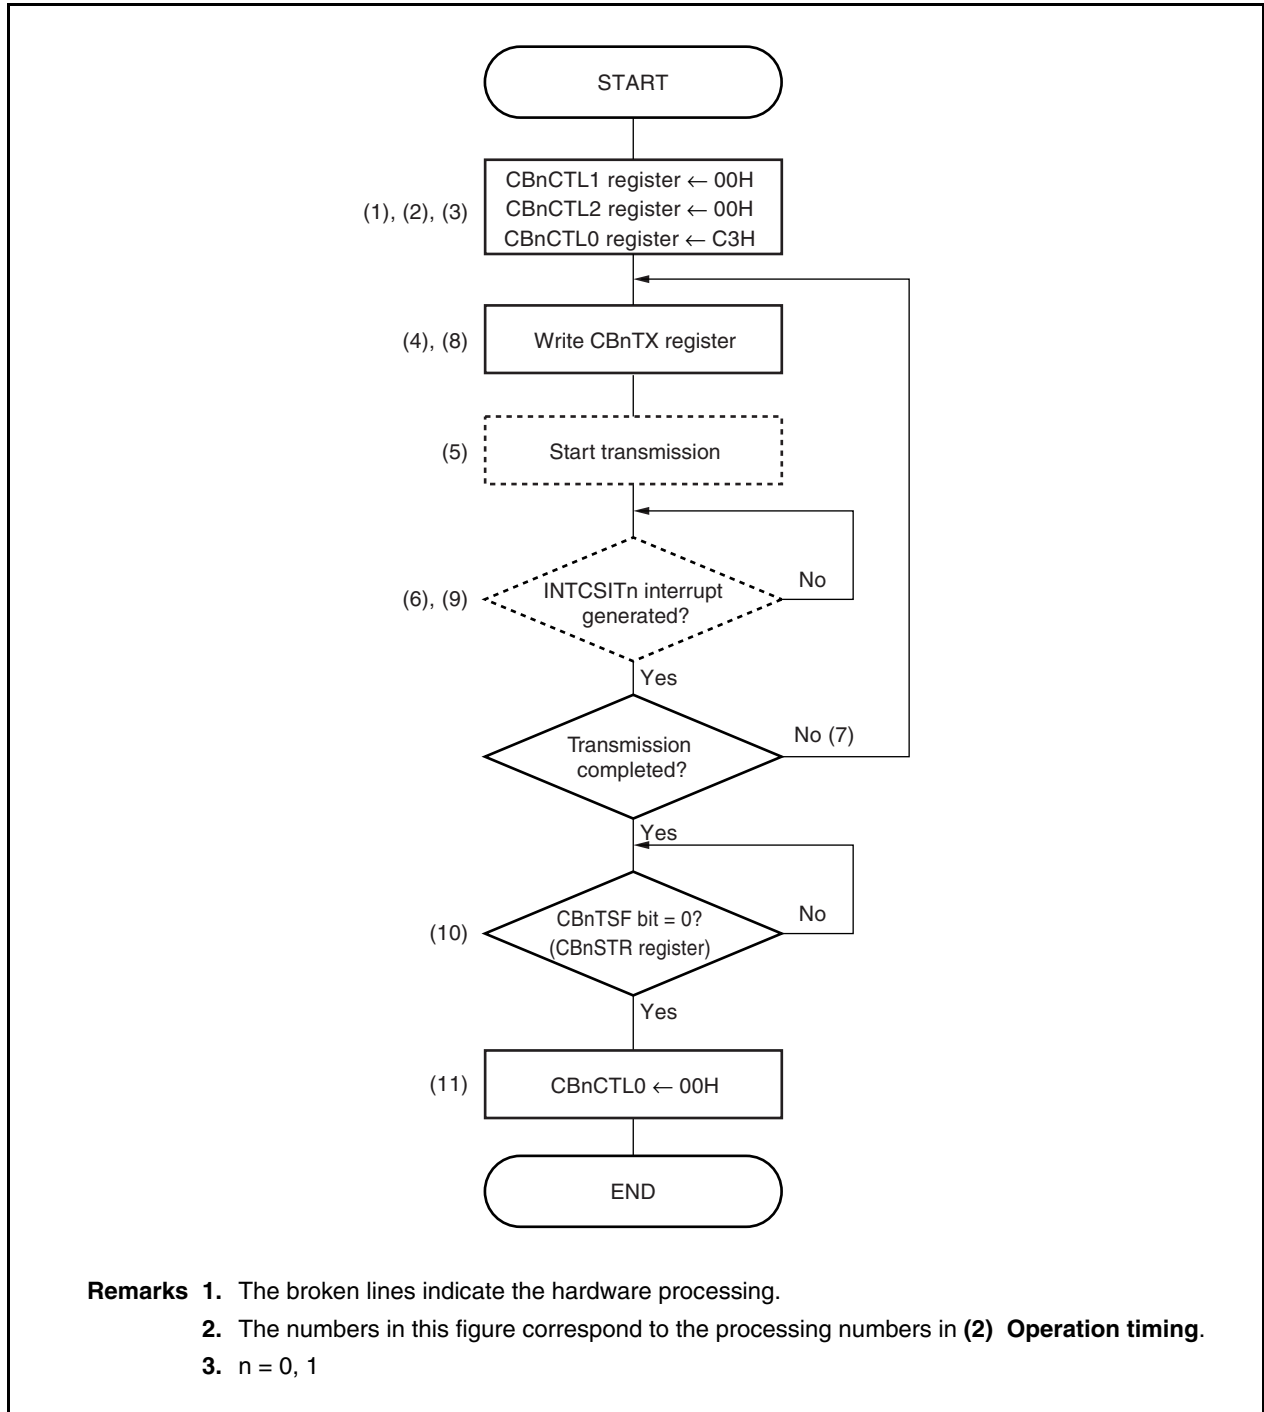 START
(1), (2), (3)
CBnCTL1 register ← 00H
CBnCTL2 register ← 00H
CBnCTL0 register ← C3H
(4), (8)
Write CBnTX register
(5)
Start transmission
(6), (9)
INTCSITn interrupt
generated?
No
Yes
Transmission
completed?
No (7)
Yes
(10)
CBnTSF bit = 0?
(CBnSTR register)
No
Yes
(11)
CBnCTL0 ← 00H
END
Remarks 1. The broken lines indicate the hardware processing.
2. The numbers in this figure correspond to the processing numbers in (2) Operation timing.
3. n = 0, 1